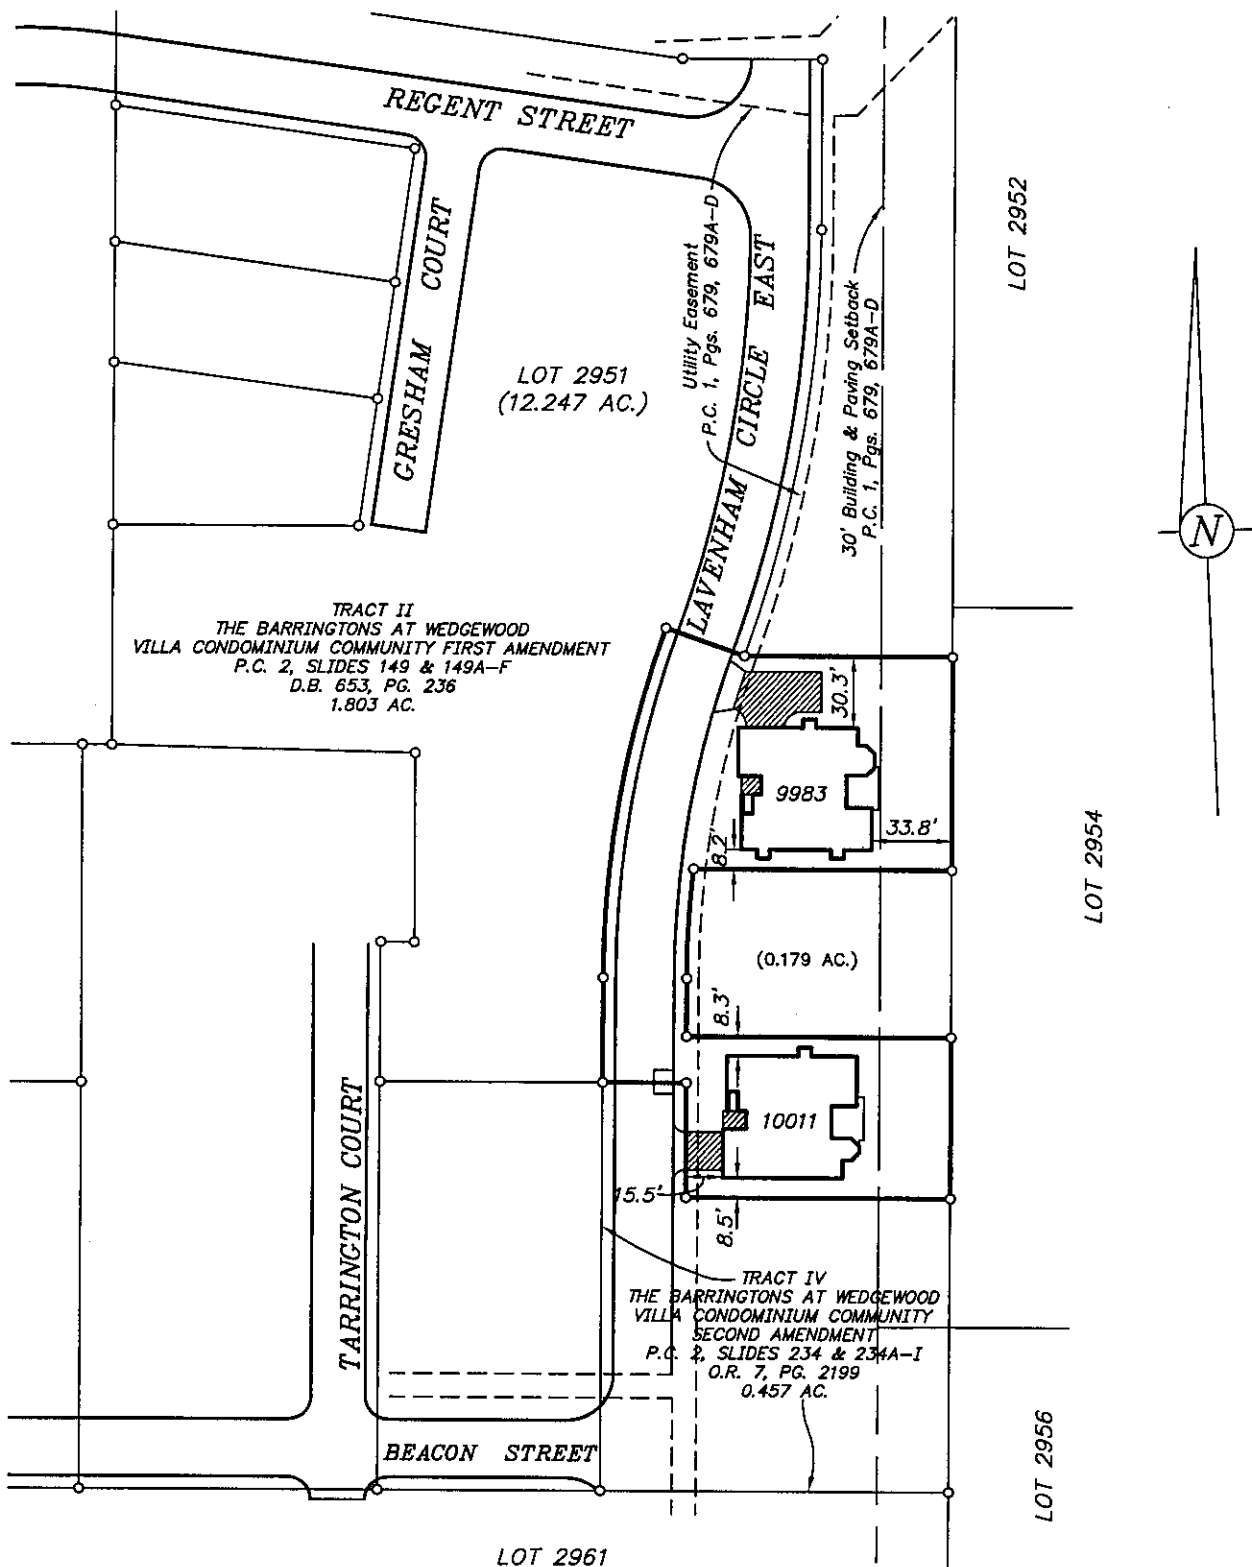 REGENT STREET
GRESHAM COURT
LOT 2951
(12.247 AC.)
Utility Easement
P.C. 1, Pgs. 679, 679A-D
LAVENHAM CIRCLE EAST
30' Building & Paving Setback
P.C. 1, Pgs. 679, 679A-D
LOT 2952
N
TRACT II
THE BARRINGTONS AT WEDGEWOOD
VILLA CONDOMINIUM COMMUNITY FIRST AMENDMENT
P.C. 2, SLIDES 149 & 149A-F
D.B. 653, PG. 236
1.803 AC.
30.3'
9983
33.8'
8.2'
LOT 2954
(0.179 AC.)
8.3'
10011
15.5'
8.5'
TARRINGTON COURT
TRACT IV
THE BARRINGTONS AT WEDGEWOOD
VILLA CONDOMINIUM COMMUNITY
SECOND AMENDMENT
P.C. 2, SLIDES 234 & 234A-I
O.R. 7, PG. 2199
0.457 AC.
BEACON STREET
LOT 2956
LOT 2961